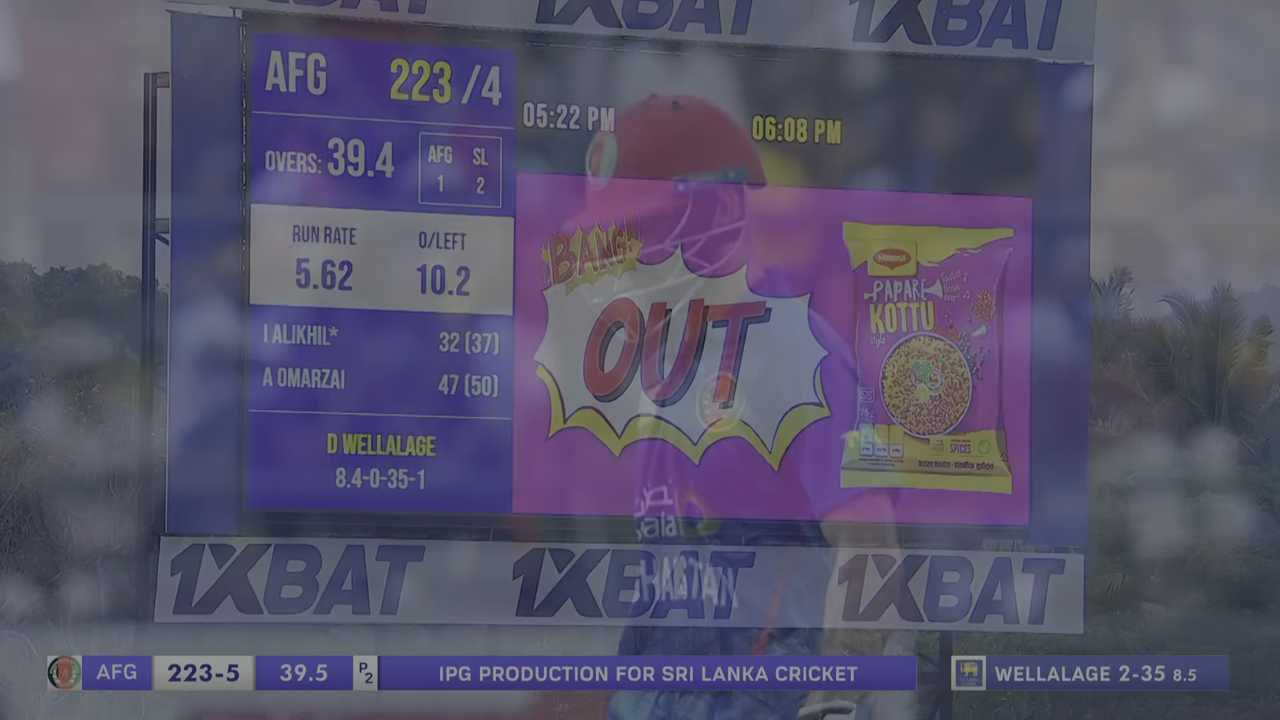 1XBAT 1XBAT
AFG 223/4
05:22 PM 06:08 PM
OVERS: 39.4
AFG SL
1 2
RUN RATE O/LEFT
5.62 10.2
I ALIKHIL* 32 (37)
A OMARZAI 47 (50)
D WELLALAGE
8.4-0-35-1
BANG!
OUT
Maggi
PAPARE
KOTTU
style
SPICES
1XBAT 1XBAT 1XBAT
AFG 223-5 39.5 P2 IPG PRODUCTION FOR SRI LANKA CRICKET WELLALAGE 2-35 8.5